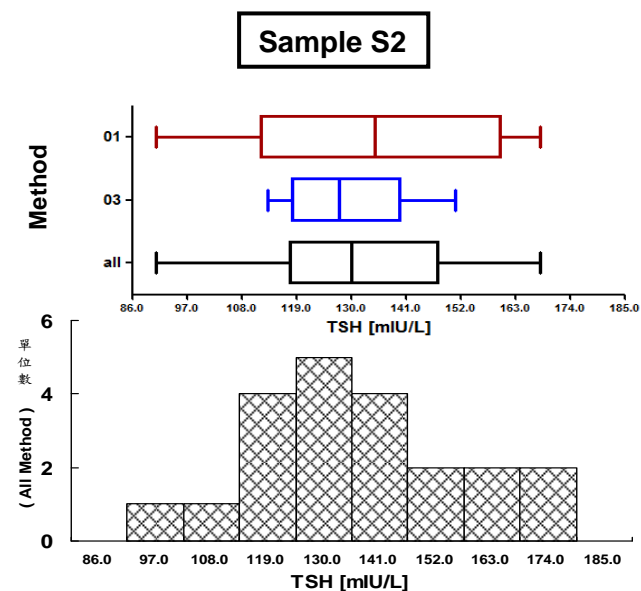 Sample S2
Method
01
03
all
86.0 97.0 108.0 119.0 130.0 141.0 152.0 163.0 174.0 185.0
TSH [mIU/L]
單位數
( All Method )
6
4
2
0
86.0 97.0 108.0 119.0 130.0 141.0 152.0 163.0 174.0 185.0
TSH [mIU/L]